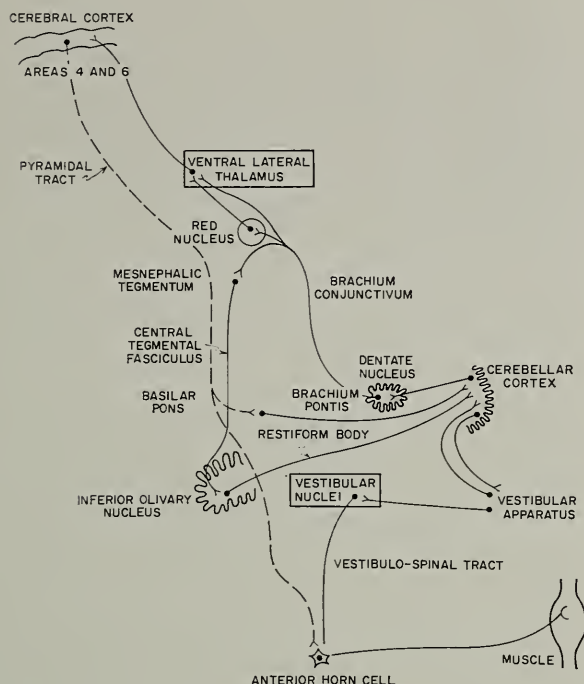 CEREBRAL CORTEX
AREAS 4 AND 6
PYRAMIDAL
TRACT
VENTRAL LATERAL
THALAMUS
RED
NUCLEUS
MESNEPHALIC
TEGMENTUM
BRACHIUM
CONJUNCTIVUM
CENTRAL
TEGMENTAL
FASCICULUS
DENTATE
NUCLEUS
CEREBELLAR
CORTEX
BASILAR
PONS
BRACHIUM
PONTIS
RESTIFORM BODY
INFERIOR OLIVARY
NUCLEUS
VESTIBULAR
NUCLEI
VESTIBULAR
APPARATUS
VESTIBULO-SPINAL TRACT
MUSCLE
ANTERIOR HORN CELL